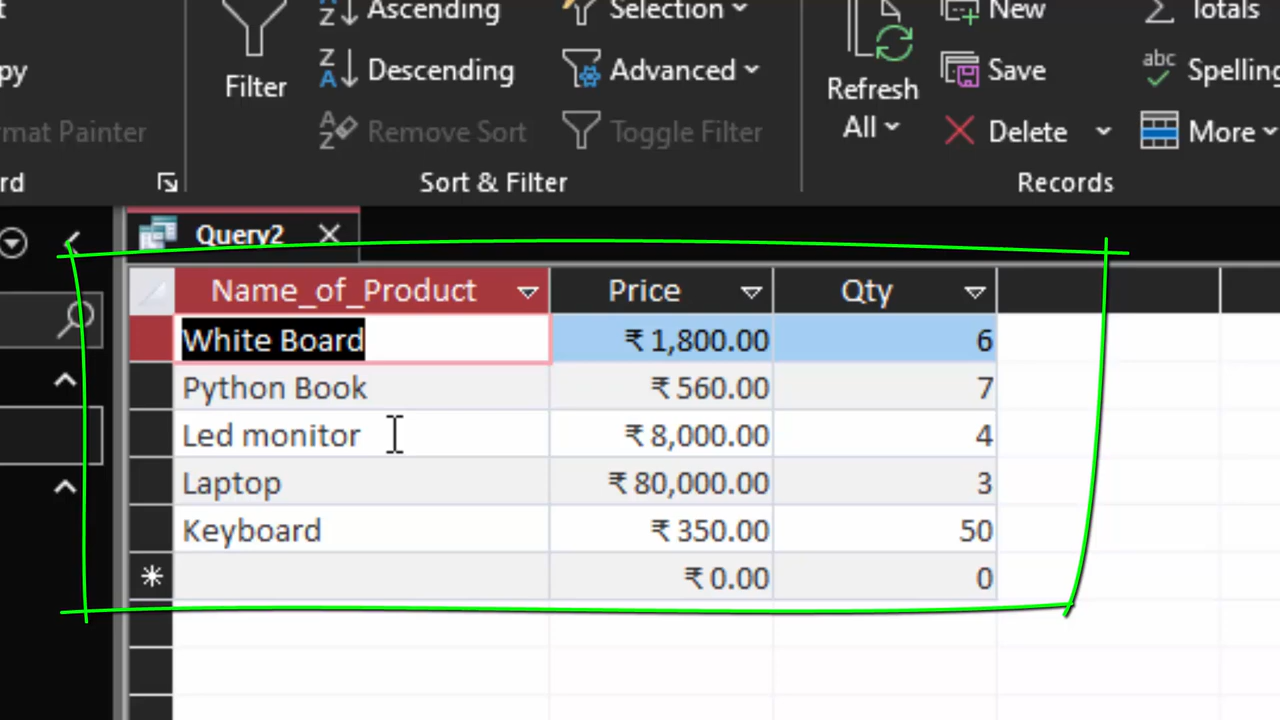 t
Ascending
Selection
New
Totals
py
Filter
Descending
Advanced
Refresh
All
Save
abc
Spelling
rmat Painter
Remove Sort
Toggle Filter
Delete
More
rd
Sort & Filter
Records
Query2
Name_of_Product Price Qty
White Board ₹ 1,800.00 6
Python Book ₹ 560.00 7
Led monitor ₹ 8,000.00 4
Laptop ₹ 80,000.00 3
Keyboard ₹ 350.00 50
₹ 0.00 0